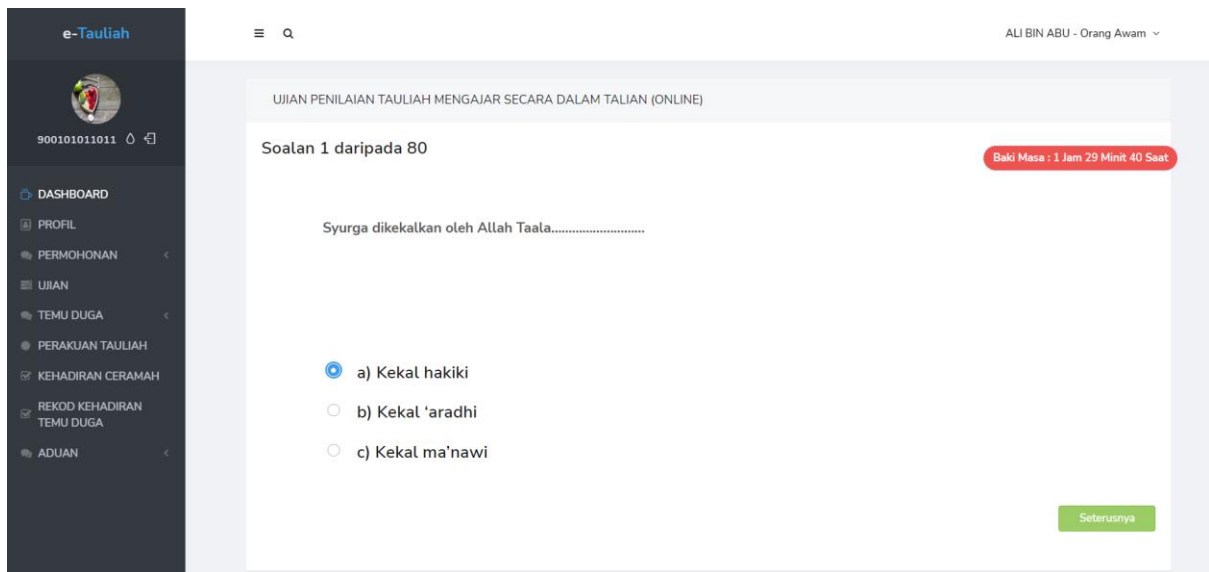 e-Tauliah
ALI BIN ABU - Orang Awam
900101011011
UJIAN PENILAIAN TAULIAH MENGAJAR SECARA DALAM TALIAN (ONLINE)
Soalan 1 daripada 80
Baki Masa : 1 Jam 29 Minit 40 Saat
DASHBOARD
PROFIL
PERMOHONAN
UJIAN
TEMU DUGA
PERAKUAN TAULIAH
KEHADIRAN CERAMAH
REKOD KEHADIRAN
TEMU DUGA
ADUAN
Syurga dikekalkan oleh Allah Taala...........................
a) Kekal hakiki
b) Kekal ‘aradhi
c) Kekal ma’nawi
Seterusnya